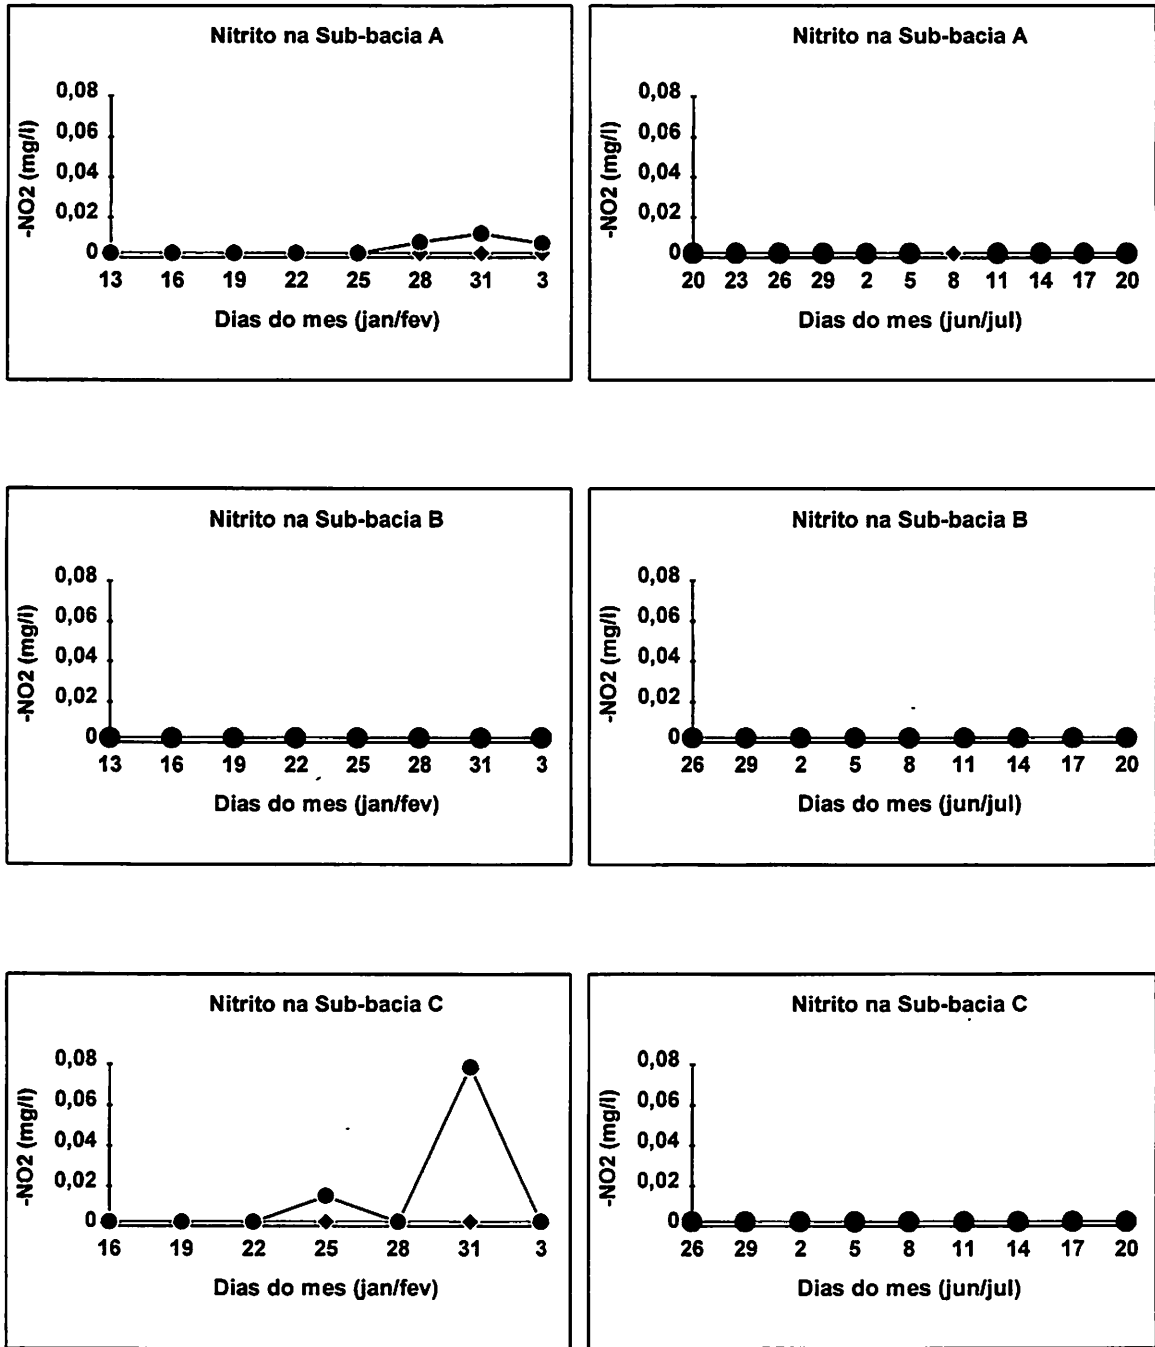 Nitrito na Sub-bacia A
0,08
0,06
0,04
0,02
0
-NO2 (mg/l)
13 16 19 22 25 28 31 3
Dias do mes (jan/fev)
Nitrito na Sub-bacia A
0,08
0,06
0,04
0,02
0
-NO2 (mg/l)
20 23 26 29 2 5 8 11 14 17 20
Dias do mes (jun/jul)
Nitrito na Sub-bacia B
0,08
0,06
0,04
0,02
0
-NO2 (mg/l)
13 16 19 22 25 28 31 3
Dias do mes (jan/fev)
Nitrito na Sub-bacia B
0,08
0,06
0,04
0,02
0
-NO2 (mg/l)
26 29 2 5 8 11 14 17 20
Dias do mes (jun/jul)
Nitrito na Sub-bacia C
0,08
0,06
0,04
0,02
0
-NO2 (mg/l)
16 19 22 25 28 31 3
Dias do mes (jan/fev)
Nitrito na Sub-bacia C
0,08
0,06
0,04
0,02
0
-NO2 (mg/l)
26 29 2 5 8 11 14 17 20
Dias do mes (jun/jul)